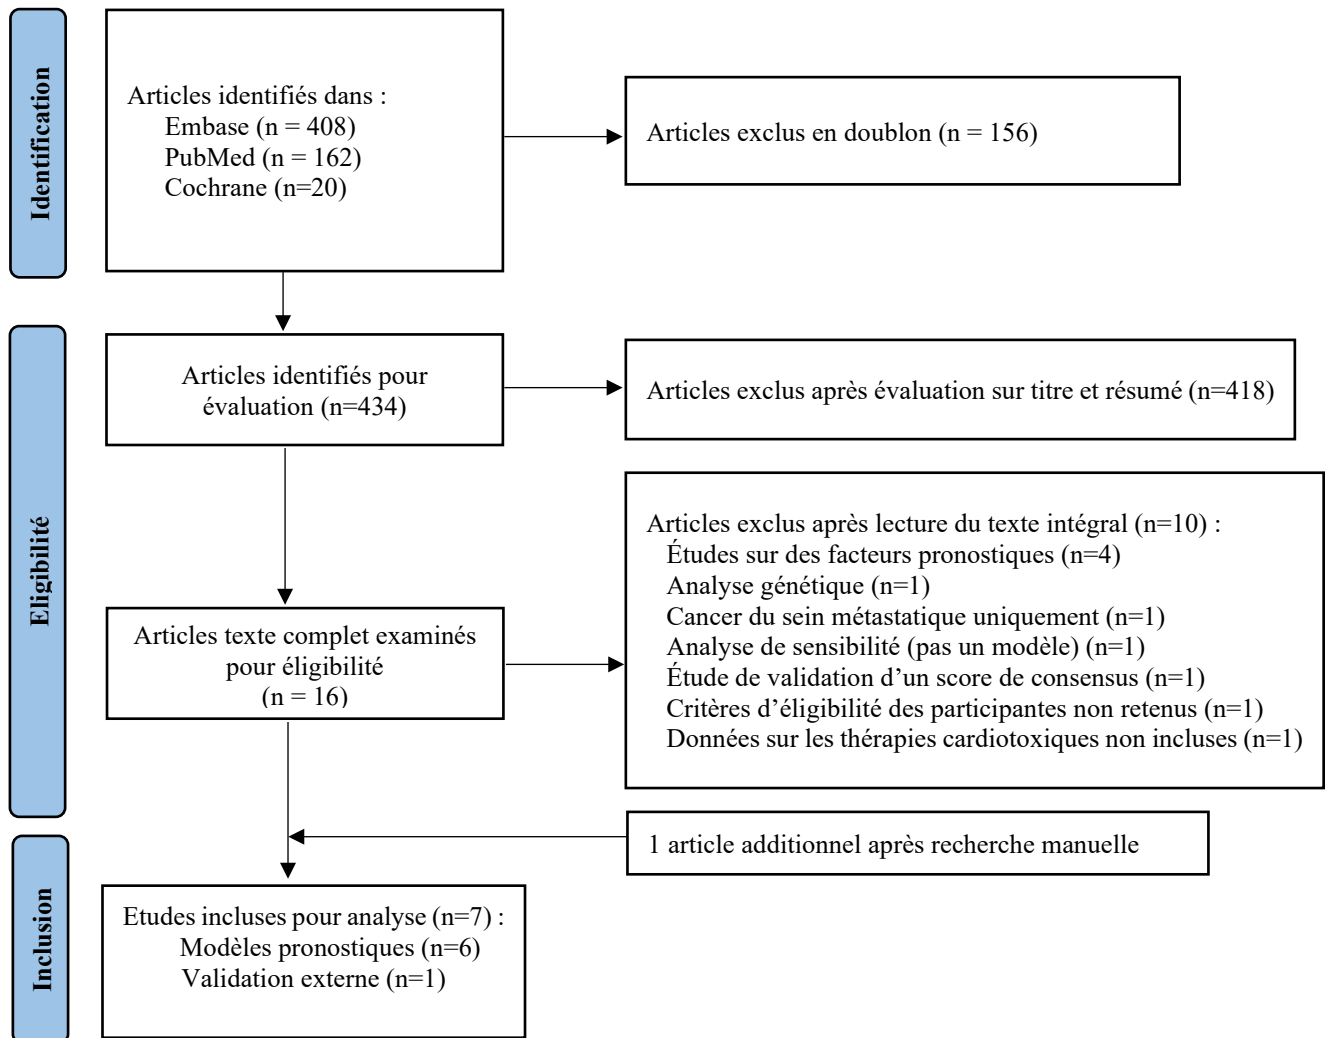 Identification
Articles identifiés dans :
Embase (n = 408)
PubMed (n = 162)
Cochrane (n=20)
Articles exclus en doublon (n = 156)
Eligibilité
Articles identifiés pour
évaluation (n=434)
Articles exclus après évaluation sur titre et résumé (n=418)
Articles texte complet examinés
pour éligibilité
(n = 16)
Articles exclus après lecture du texte intégral (n=10) :
Études sur des facteurs pronostiques (n=4)
Analyse génétique (n=1)
Cancer du sein métastatique uniquement (n=1)
Analyse de sensibilité (pas un modèle) (n=1)
Étude de validation d’un score de consensus (n=1)
Critères d’éligibilité des participantes non retenus (n=1)
Données sur les thérapies cardiotoxiques non incluses (n=1)
1 article additionnel après recherche manuelle
Inclusion
Etudes incluses pour analyse (n=7) :
Modèles pronostiques (n=6)
Validation externe (n=1)